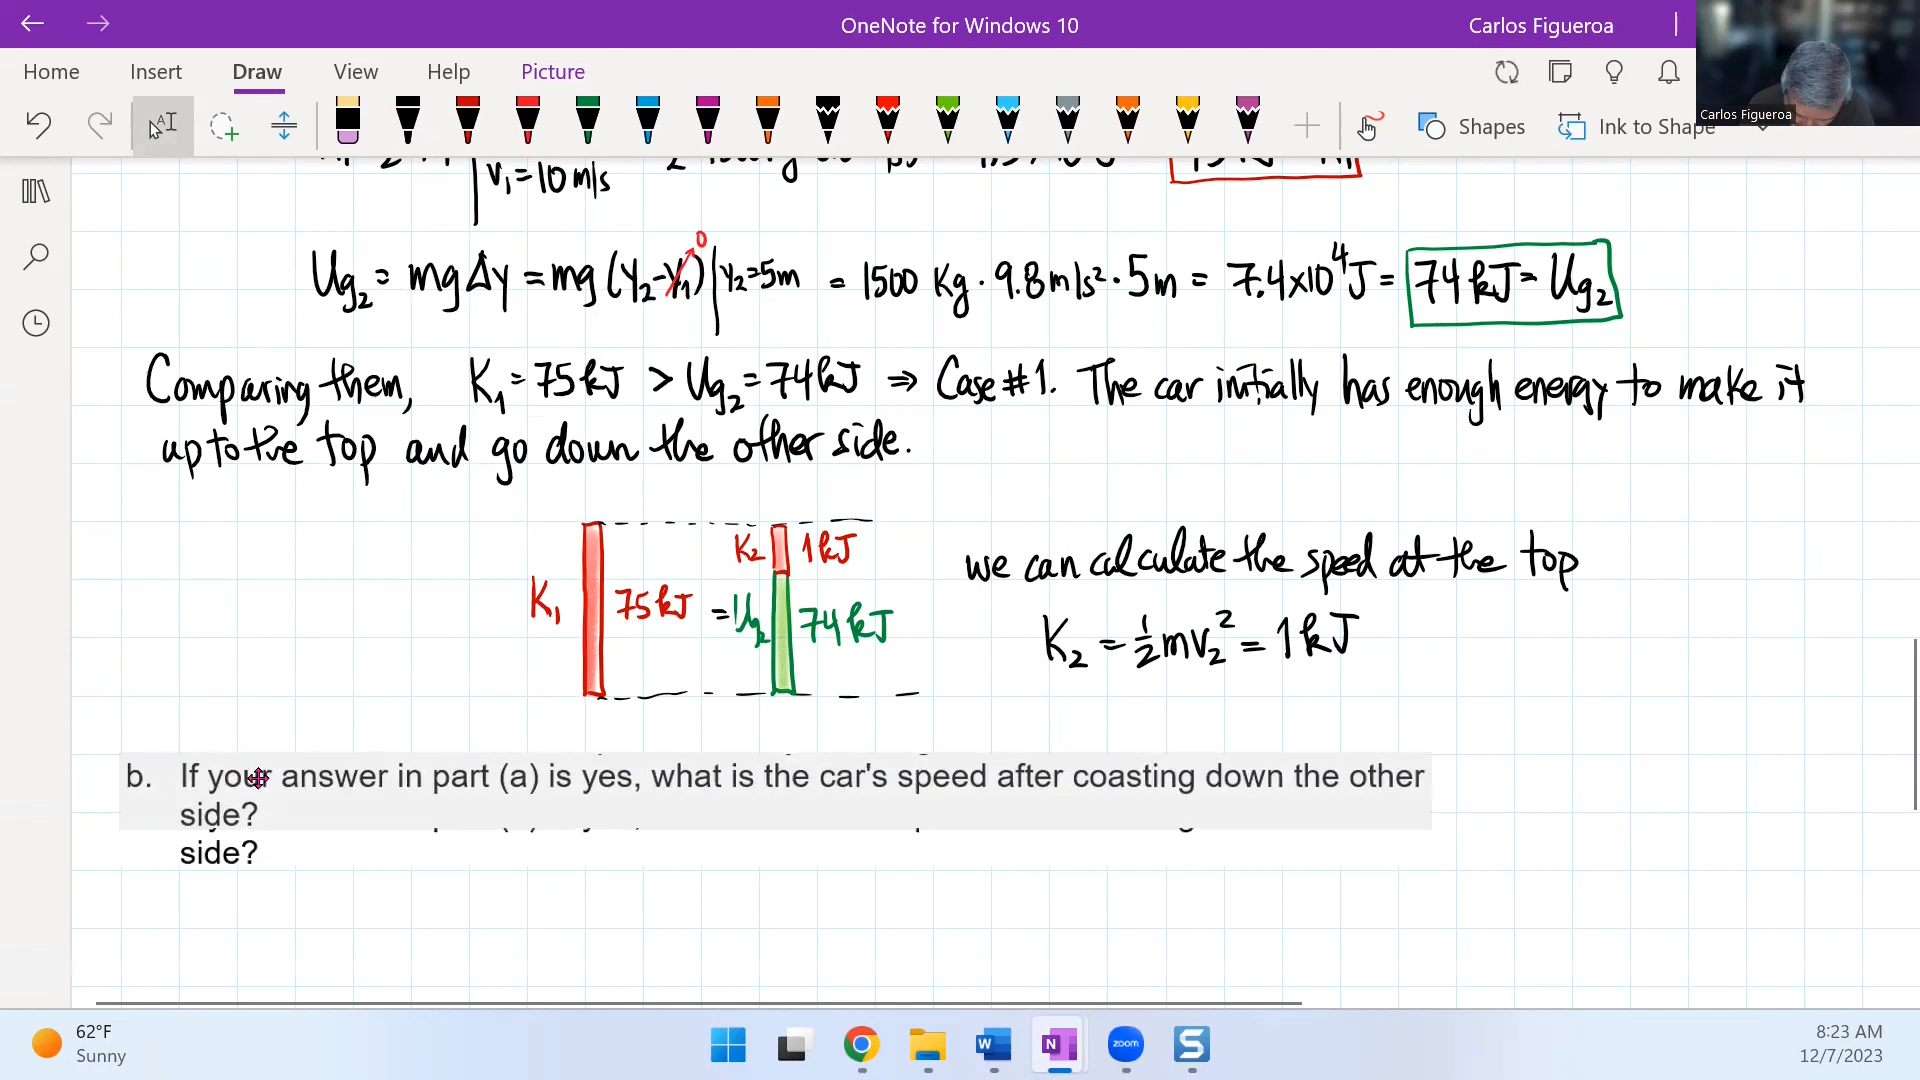 OneNote for Windows 10
Carlos Figueroa
Home Insert Draw View Help Picture
Carlos Figueroa
Shapes Ink to Shape
V₁=10 m/s
Ug₂ = mgΔy = mg(y₂-y₁)⁰|y₂=5m = 1500 Kg · 9.8 m/s² · 5m = 7.4×10⁴J = 74 kJ = Ug₂
Comparing them, K₁ = 75 kJ > Ug₂ = 74 kJ ⇒ Case #1. The car initially has enough energy to make it
up to the top and go down the other side.
K₂ 1 kJ
K₁ 75 kJ = Ug₂ 74 kJ
we can calculate the speed at the top
K₂ = ½mv₂² = 1 kJ
b. If your answer in part (a) is yes, what is the car's speed after coasting down the other
side?
side?
62°F
Sunny
zoom
8:23 AM
12/7/2023